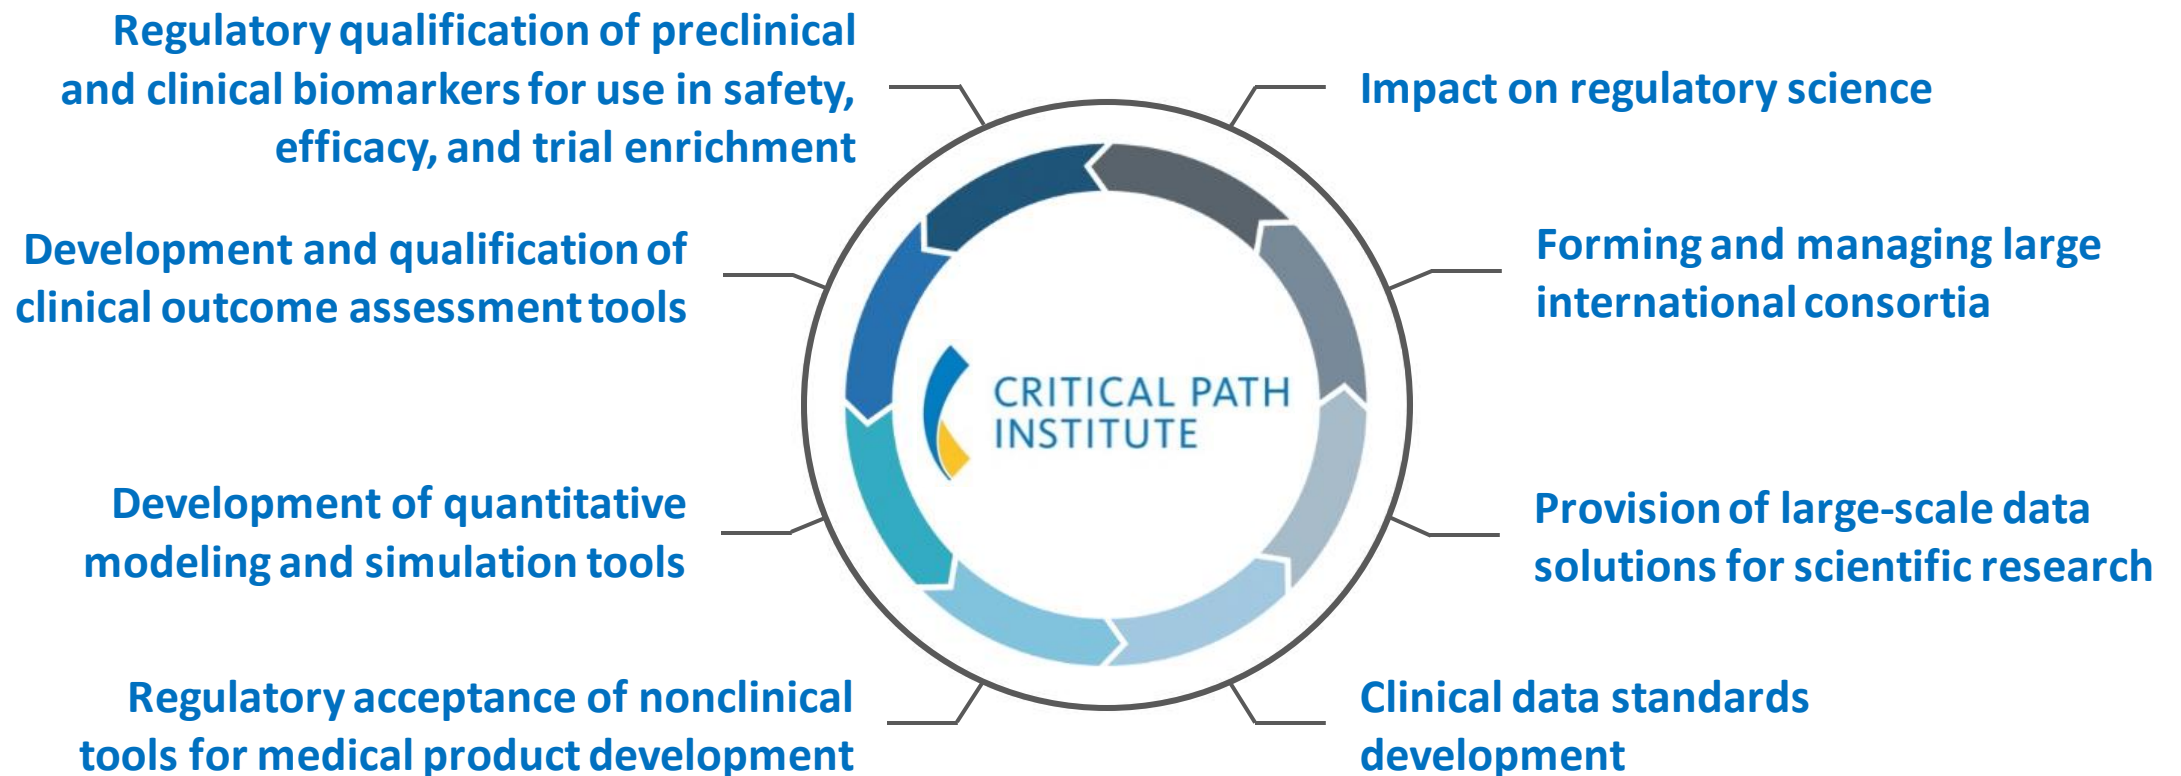 Regulatory qualification of preclinical
and clinical biomarkers for use in safety,
efficacy, and trial enrichment
Development and qualification of
clinical outcome assessment tools
Development of quantitative
modeling and simulation tools
Regulatory acceptance of nonclinical
tools for medical product development
CRITICAL PATH
INSTITUTE
Impact on regulatory science
Forming and managing large
international consortia
Provision of large-scale data
solutions for scientific research
Clinical data standards
development